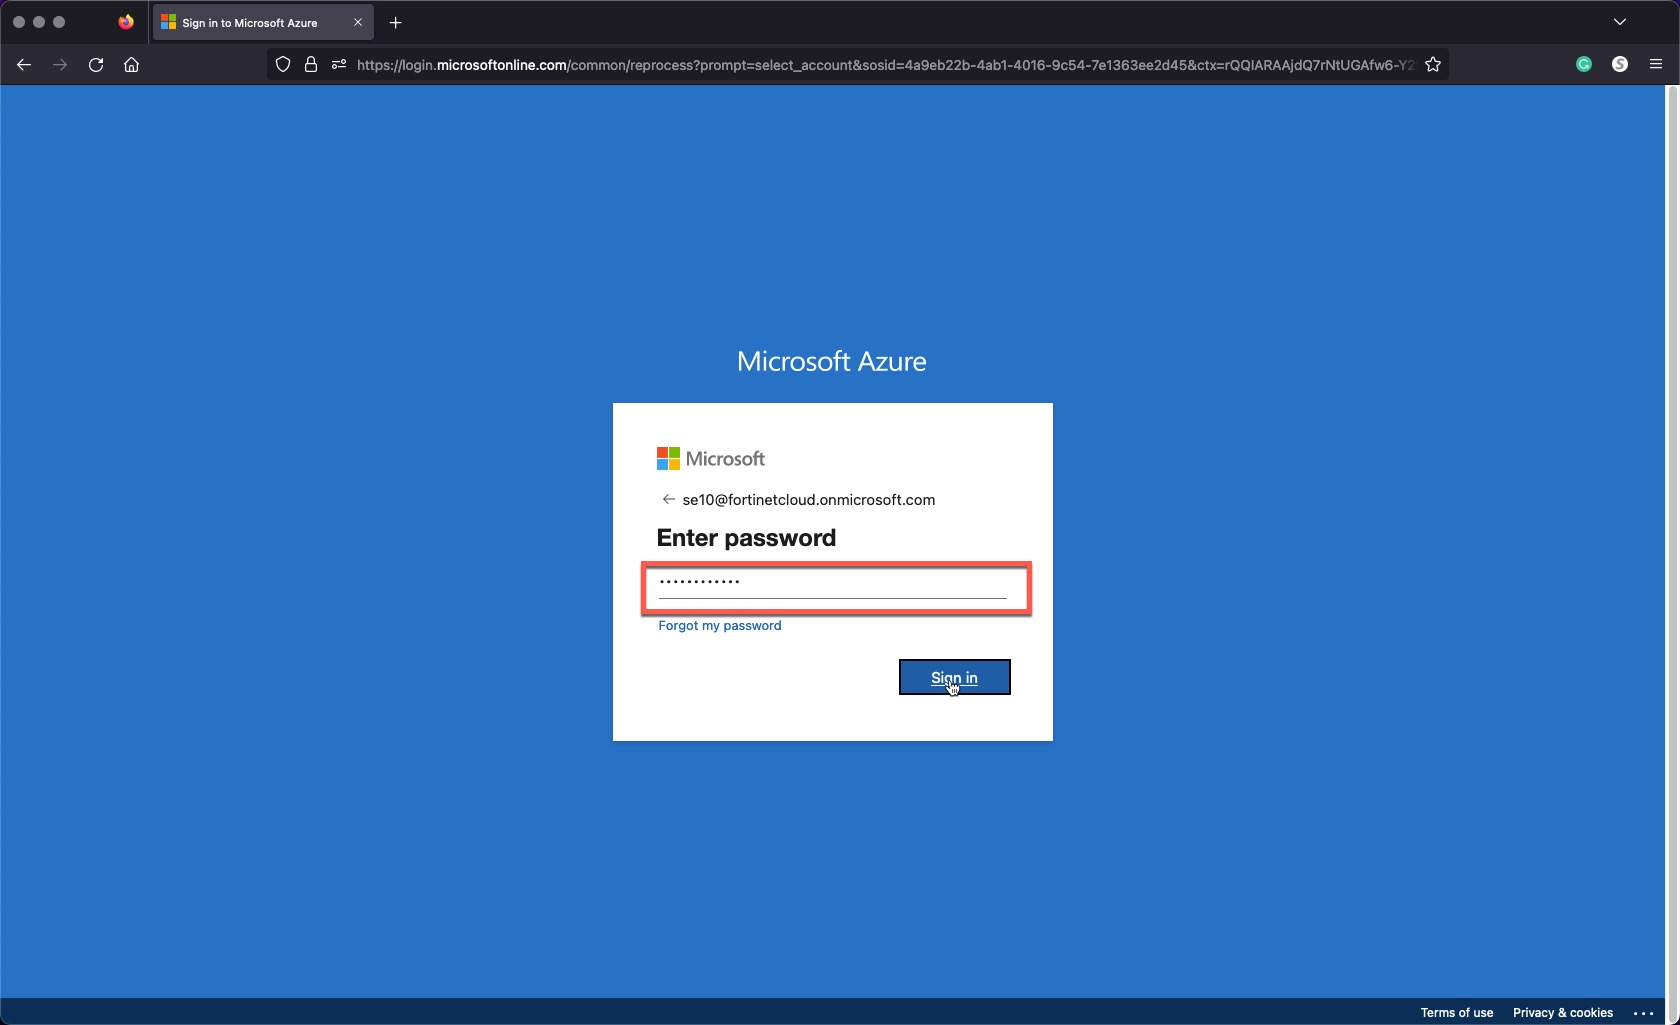 Sign in to Microsoft Azure
https://login.microsoftonline.com/common/reprocess?prompt=select_account&sosid=4a9eb22b-4ab1-4016-9c54-7e1363ee2d45&ctx=rQQIARAAjdQ7rNtUGAfw6-Y2
Microsoft Azure
Microsoft
se10@fortinetcloud.onmicrosoft.com
Enter password
••••••••••••
Forgot my password
Sign in
Terms of use Privacy & cookies ...